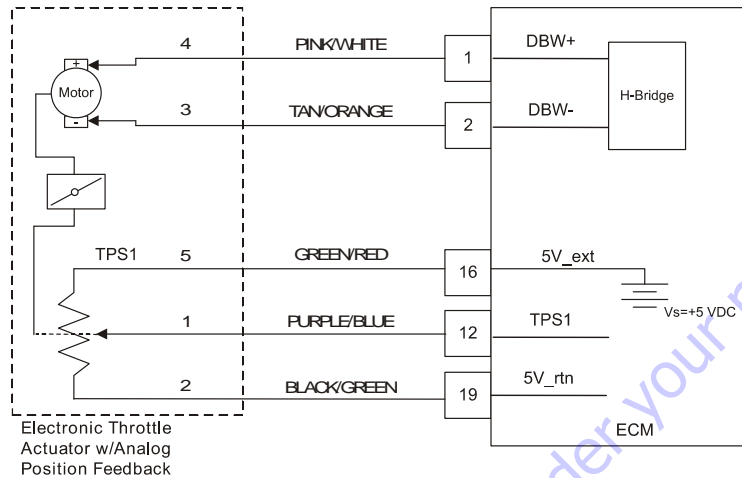 4 PINK/WHITE 1 DBW+
+
Motor
-
H-Bridge
3 TAN/ORANGE 2 DBW-
TPS1 5 GREEN/RED 16 5V_ext
Vs=+5 VDC
1 PURPLE/BLUE 12 TPS1
2 BLACK/GREEN 19 5V_rtn
ECM
Electronic Throttle
Actuator w/Analog
Position Feedback
der your